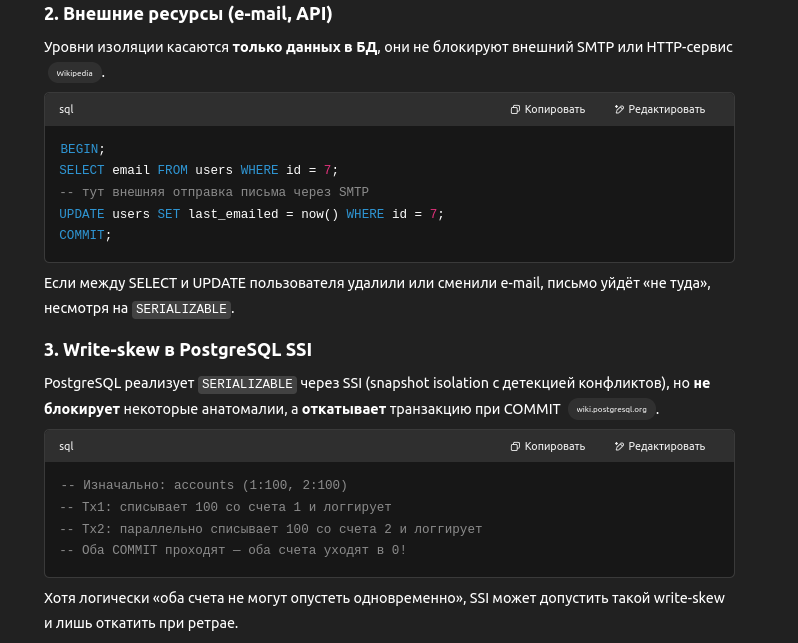 2. Внешние ресурсы (e-mail, API)
Уровни изоляции касаются только данных в БД, они не блокируют внешний SMTP или HTTP-сервис
Wikipedia .
sql Копировать Редактировать
BEGIN;
SELECT email FROM users WHERE id = 7;
-- тут внешняя отправка письма через SMTP
UPDATE users SET last_emailed = now() WHERE id = 7;
COMMIT;
Если между SELECT и UPDATE пользователя удалили или сменили e-mail, письмо уйдёт «не туда»,
несмотря на SERIALIZABLE.
3. Write-skew в PostgreSQL SSI
PostgreSQL реализует SERIALIZABLE через SSI (snapshot isolation с детекцией конфликтов), но не
блокирует некоторые анатомалии, а откатывает транзакцию при COMMIT wiki.postgresql.org .
sql Копировать Редактировать
-- Изначально: accounts (1:100, 2:100)
-- Tx1: списывает 100 со счета 1 и логгирует
-- Tx2: параллельно списывает 100 со счета 2 и логгирует
-- Оба COMMIT проходят — оба счета уходят в 0!
Хотя логически «оба счета не могут опустеть одновременно», SSI может допустить такой write-skew
и лишь откатить при ретрае.